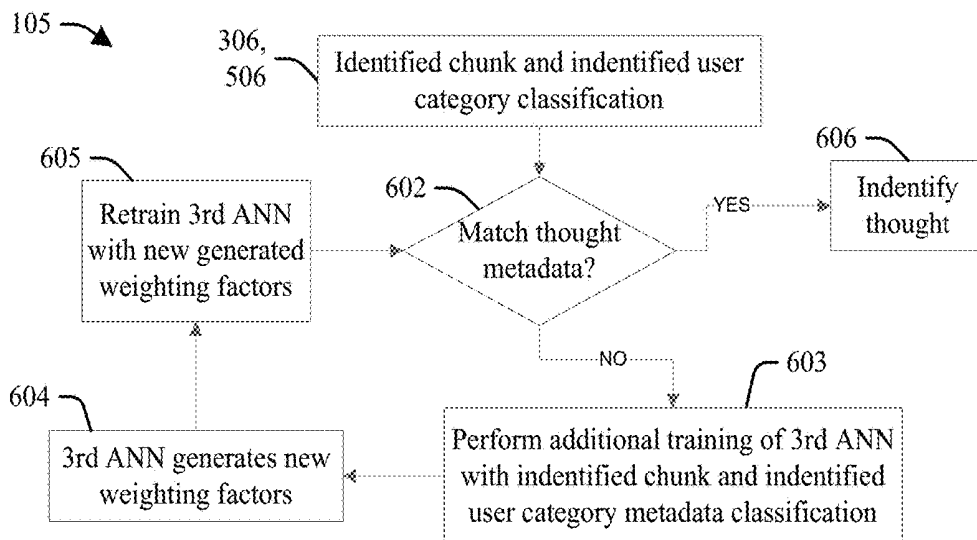 105
306,
506
Identified chunk and indentified user
category classification
605
Retrain 3rd ANN
with new generated
weighting factors
602
Match thought
metadata?
YES
606
Indentify
thought
NO
603
Perform additional training of 3rd ANN
with indentified chunk and indentified
user category metadata classification
604
3rd ANN generates new
weighting factors